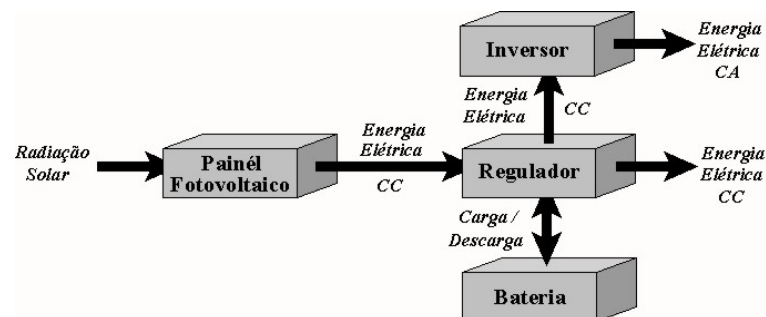 Radiação
Solar
Painél
Fotovoltaico
Energia
Elétrica
CC
Regulador
Energia
Elétrica
CC
Inversor
Energia
Elétrica
CA
Energia
Elétrica
CC
Carga /
Descarga
Bateria